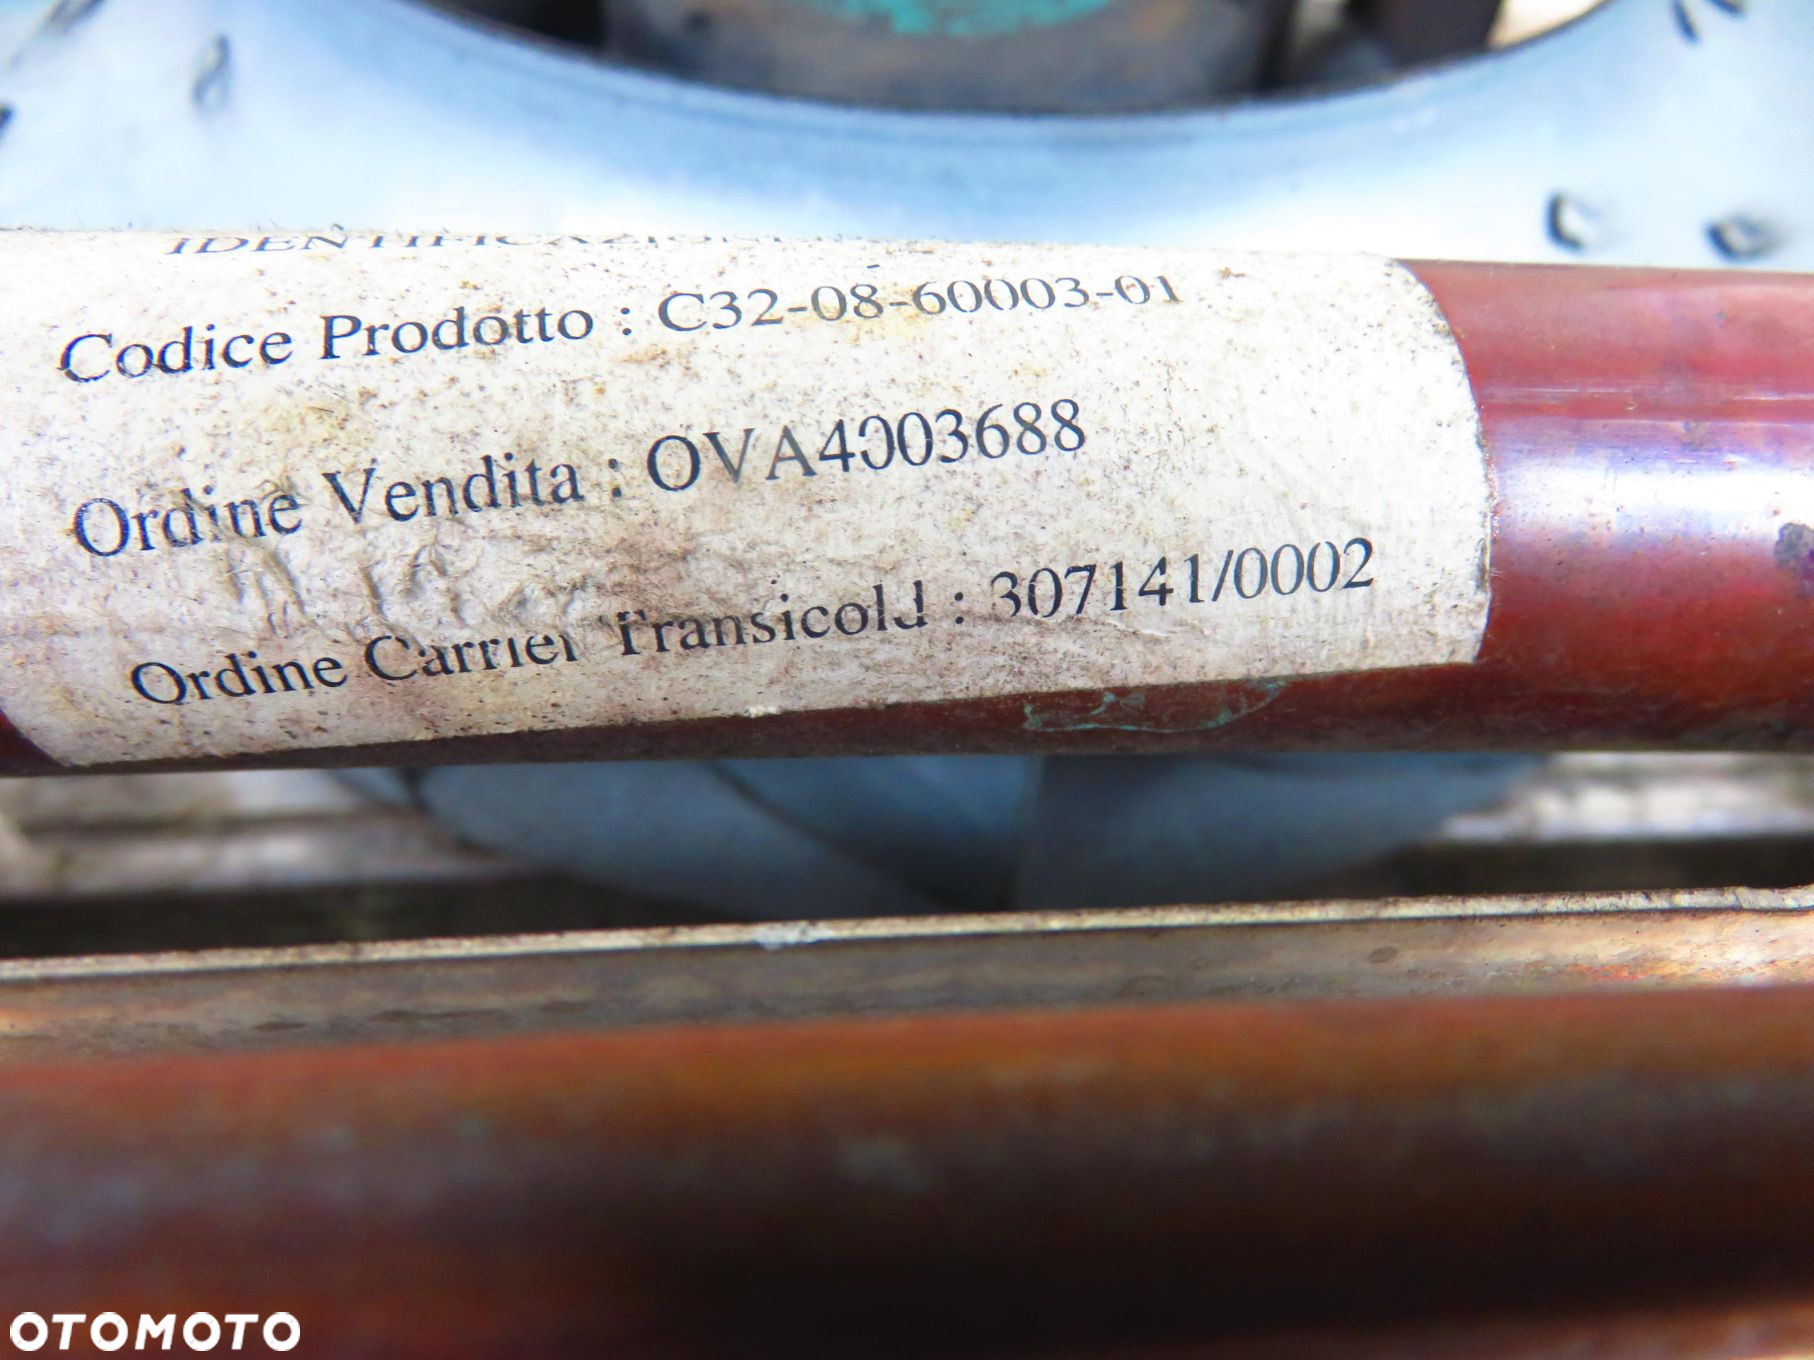 Codice Prodotto : C32-08-60003-01
Ordine Vendita : OVA4003688
Ordine Carrier Transicold : 307141/0002
OTOMOTO